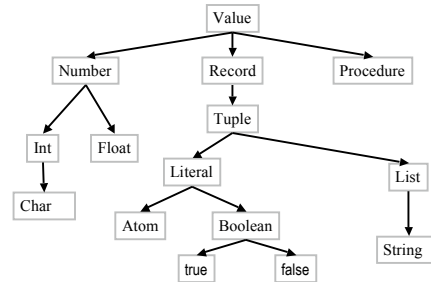 Value
Number
Record
Procedure
Tuple
Int
Float
Literal
List
Char
Atom
Boolean
String
true
false